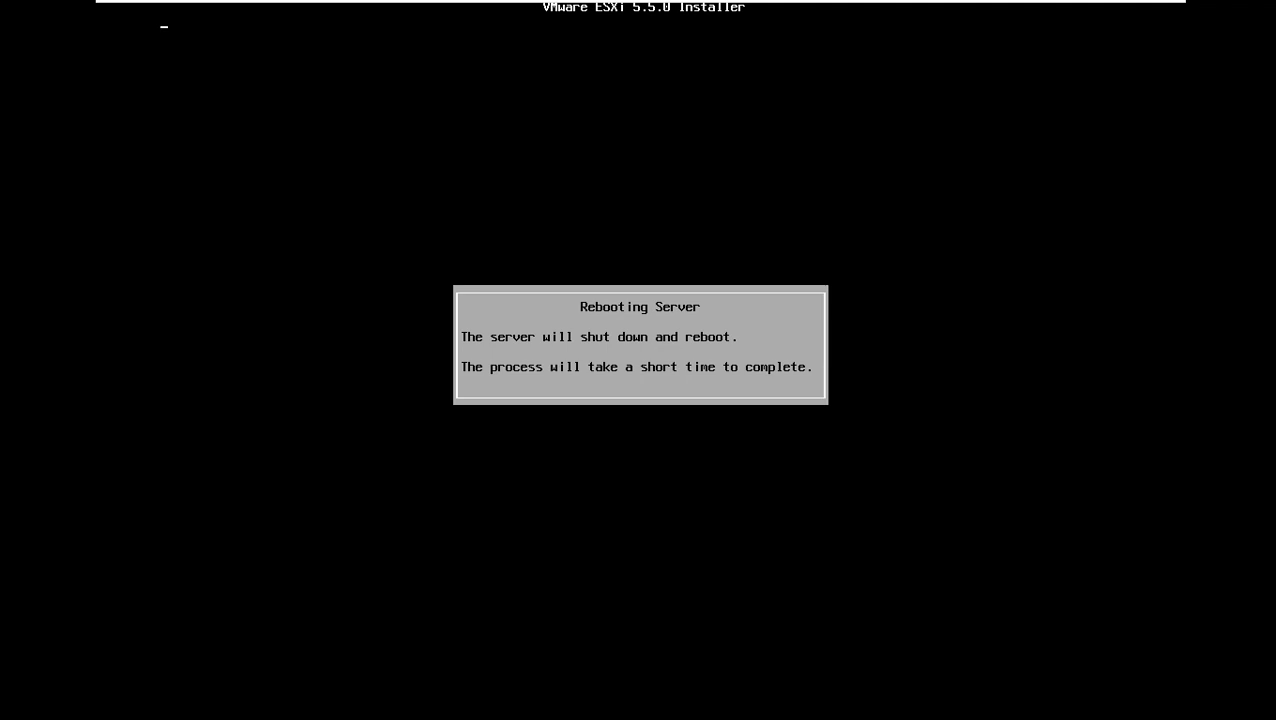 VMware ESXi 5.5.0 Installer
Rebooting Server
The server will shut down and reboot.
The process will take a short time to complete.